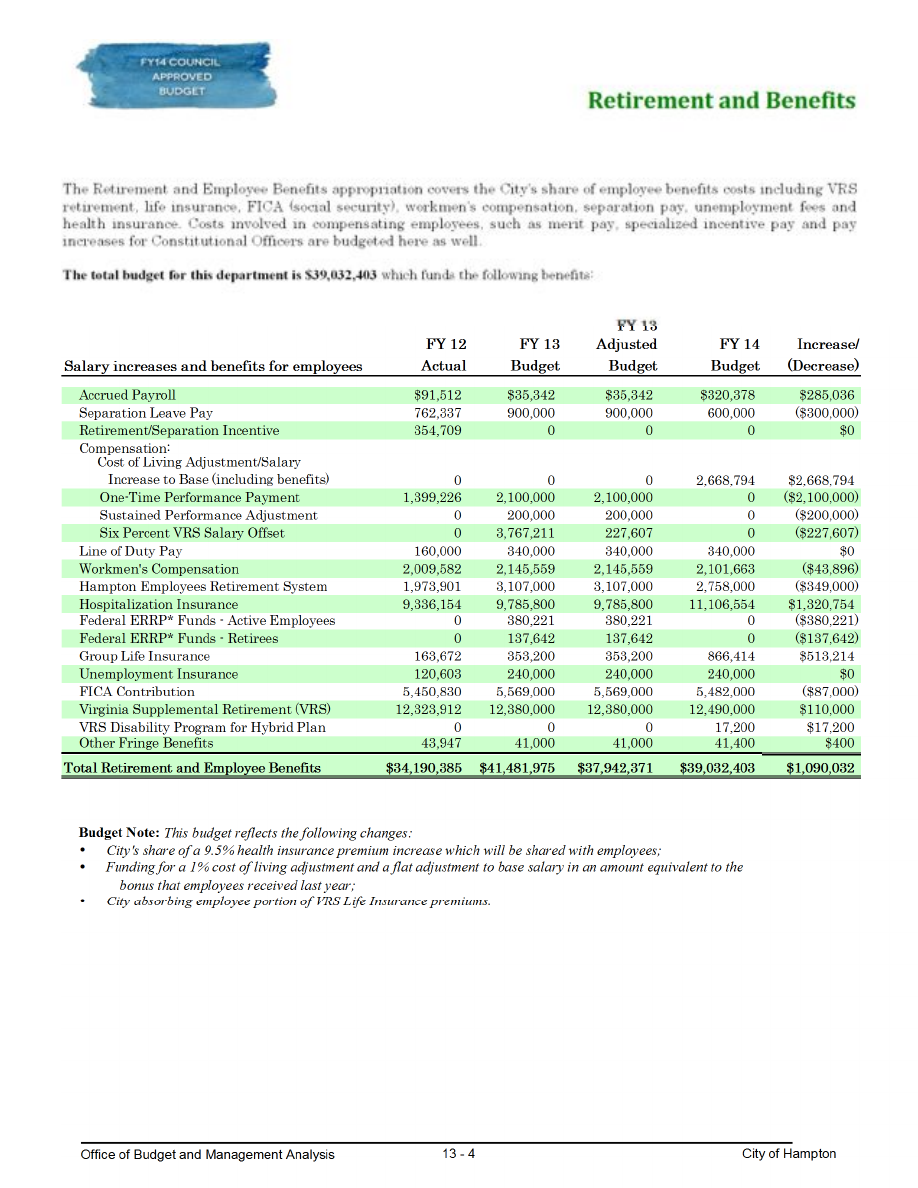 FY14 COUNCIL
APPROVED
BUDGET
Retirement and Benefits
The Retirement and Employee Benefits appropriation covers the City's share of employee benefits costs including VRS
retirement, life insurance, FICA (social security), workmen's compensation, separation pay, unemployment fees and
health insurance. Costs involved in compensating employees, such as merit pay, specialized incentive pay and pay
increases for Constitutional Officers are budgeted here as well.
The total budget for this department is $39,032,403 which funds the following benefits:
FY 13
FY 12 FY 13 Adjusted FY 14 Increase/
Salary increases and benefits for employees Actual Budget Budget Budget (Decrease)
Accrued Payroll $91,512 $35,342 $35,342 $320,378 $285,036
Separation Leave Pay 762,337 900,000 900,000 600,000 ($300,000)
Retirement/Separation Incentive 354,709 0 0 0 $0
Compensation:
Cost of Living Adjustment/Salary
Increase to Base (including benefits) 0 0 0 2,668,794 $2,668,794
One-Time Performance Payment 1,399,226 2,100,000 2,100,000 0 ($2,100,000)
Sustained Performance Adjustment 0 200,000 200,000 0 ($200,000)
Six Percent VRS Salary Offset 0 3,767,211 227,607 0 ($227,607)
Line of Duty Pay 160,000 340,000 340,000 340,000 $0
Workmen's Compensation 2,009,582 2,145,559 2,145,559 2,101,663 ($43,896)
Hampton Employees Retirement System 1,973,901 3,107,000 3,107,000 2,758,000 ($349,000)
Hospitalization Insurance 9,336,154 9,785,800 9,785,800 11,106,554 $1,320,754
Federal ERRP* Funds - Active Employees 0 380,221 380,221 0 ($380,221)
Federal ERRP* Funds - Retirees 0 137,642 137,642 0 ($137,642)
Group Life Insurance 163,672 353,200 353,200 866,414 $513,214
Unemployment Insurance 120,603 240,000 240,000 240,000 $0
FICA Contribution 5,450,830 5,569,000 5,569,000 5,482,000 ($87,000)
Virginia Supplemental Retirement (VRS) 12,323,912 12,380,000 12,380,000 12,490,000 $110,000
VRS Disability Program for Hybrid Plan 0 0 0 17,200 $17,200
Other Fringe Benefits 43,947 41,000 41,000 41,400 $400
Total Retirement and Employee Benefits $34,190,385 $41,481,975 $37,942,371 $39,032,403 $1,090,032
Budget Note: This budget reflects the following changes:
• City's share of a 9.5% health insurance premium increase which will be shared with employees;
• Funding for a 1% cost of living adjustment and a flat adjustment to base salary in an amount equivalent to the
bonus that employees received last year;
• City absorbing employee portion of VRS Life Insurance premiums.
Office of Budget and Management Analysis 13 - 4 City of Hampton